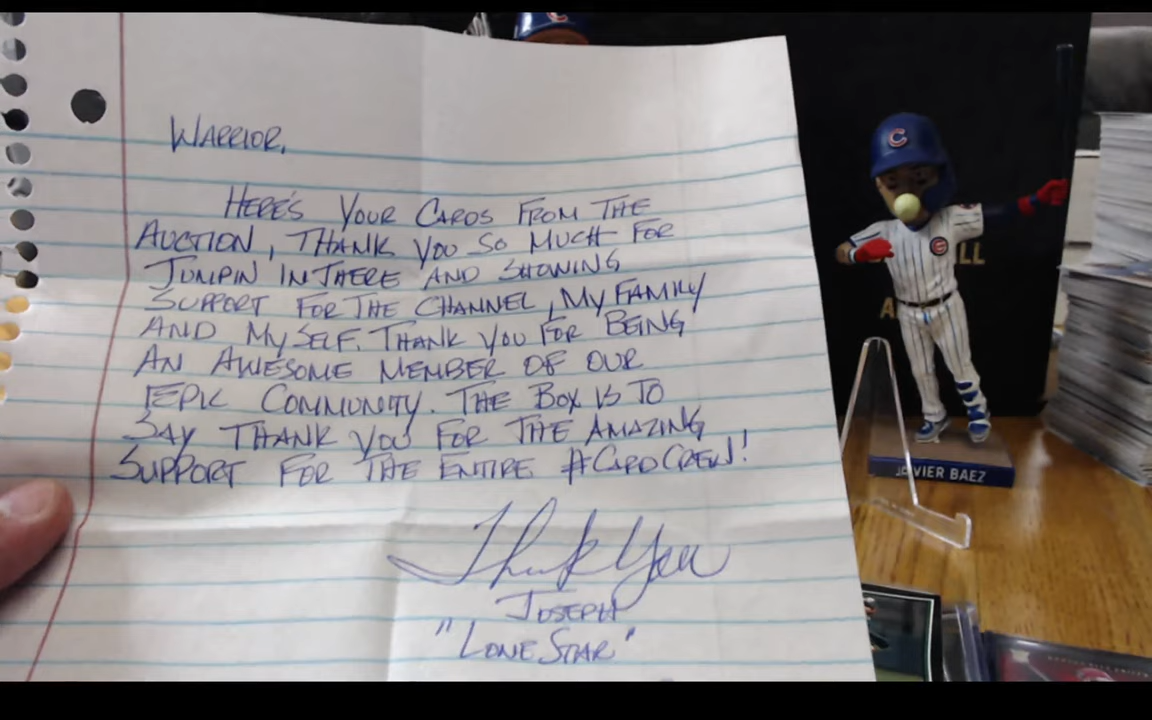 WARRIOR,
HERE'S YOUR CARDS FROM THE
AUCTION, THANK YOU SO MUCH FOR
JUMPIN IN THERE AND SHOWING
SUPPORT FOR THE CHANNEL, MY FAMILY
AND MYSELF. THANK YOU FOR BEING
AN AWESOME MEMBER OF OUR
EPIC COMMUNITY. THE BOX IS TO
SAY THANK YOU FOR THE AMAZING
SUPPORT FOR THE ENTIRE #CARDCREW!
Thank You
JOSEPH
"LONE STAR"
C
C
LL
A
JAVIER BAEZ